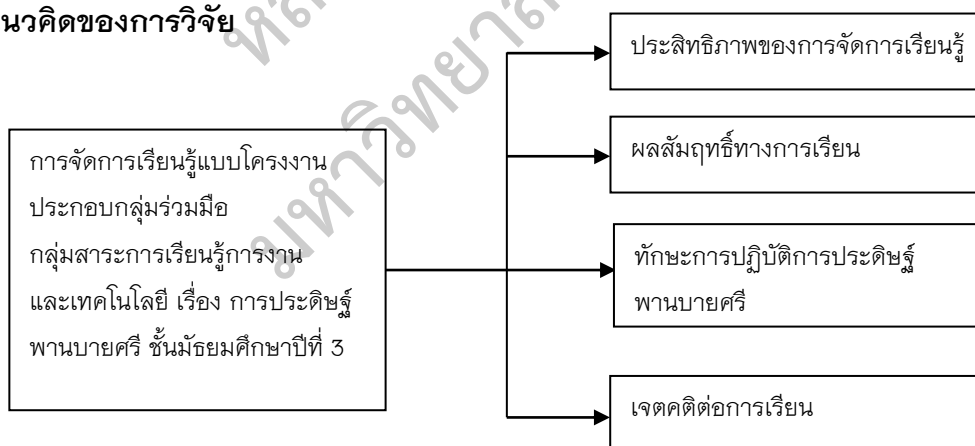 นวคิดของการวิจัย
การจัดการเรียนรู้แบบโครงงาน
ประกอบกลุ่มร่วมมือ
กลุ่มสาระการเรียนรู้การงาน
และเทคโนโลยี เรื่อง การประดิษฐ์
พานบายศรี ชั้นมัธยมศึกษาปีที่ 3
ประสิทธิภาพของการจัดการเรียนรู้
ผลสัมฤทธิ์ทางการเรียน
ทักษะการปฏิบัติการประดิษฐ์
พานบายศรี
เจตคติต่อการเรียน